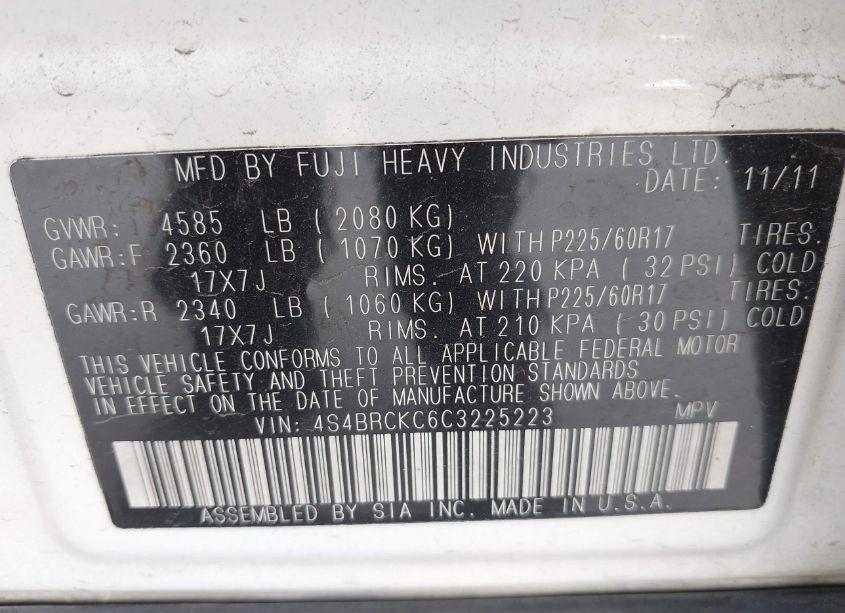 MFD BY FUJI HEAVY INDUSTRIES LTD.
DATE: 11/11
GVWR: 4585 LB ( 2080 KG)
GAWR:F 2360 LB ( 1070 KG) WITH P225/60R17 TIRES.
17X7J RIMS. AT 220 KPA ( 32 PSI) COLD
GAWR:R 2340 LB ( 1060 KG) WITH P225/60R17 TIRES.
17X7J RIMS. AT 210 KPA ( 30 PSI) COLD
THIS VEHICLE CONFORMS TO ALL APPLICABLE FEDERAL MOTOR
VEHICLE SAFETY AND THEFT PREVENTION STANDARDS
IN EFFECT ON THE DATE OF MANUFACTURE SHOWN ABOVE.
VIN: 4S4BRCKC6C3225223 MPV
ASSEMBLED BY SIA INC. MADE IN U.S.A.